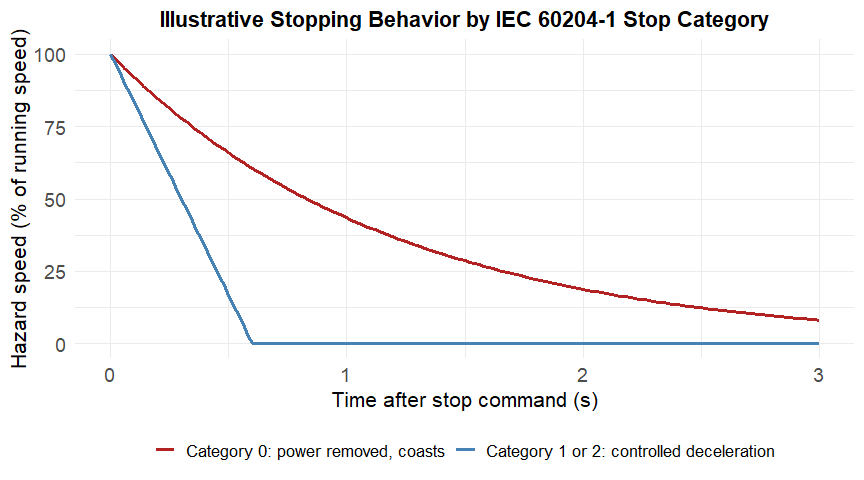 Illustrative Stopping Behavior by IEC 60204-1 Stop Category
Hazard speed (% of running speed)
100
75
50
25
0
0 1 2 3
Time after stop command (s)
Category 0: power removed, coasts Category 1 or 2: controlled deceleration